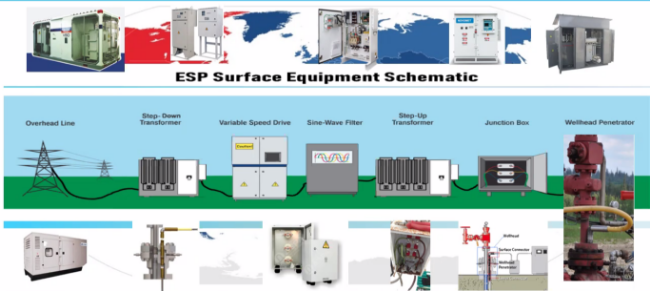 ESP Surface Equipment Schematic
Overhead Line
Step- Down
Transformer
Variable Speed Drive
Sine-Wave Filter
Step-Up
Transformer
Junction Box
Wellhead Penetrator
Wellhead
Surface Connector
Wellhead
Penetrator